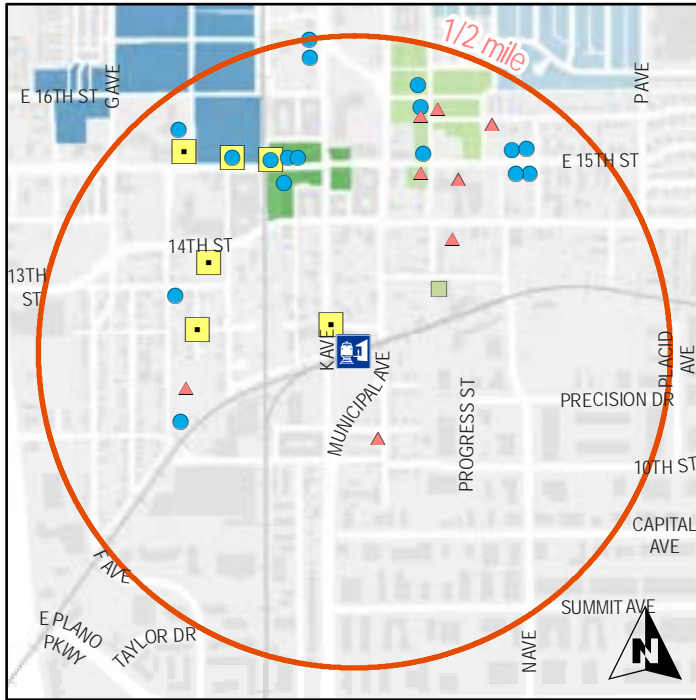 1/2 mile
G AVE
P AVE
E 16TH ST
E 15TH ST
14TH ST
13TH
ST
K AVE
MUNICIPAL AVE
PLACID
AVE
PROGRESS ST
PRECISION DR
10TH ST
CAPITAL
AVE
F AVE
SUMMIT AVE
E PLANO
PKWY
TAYLOR DR
N AVE
N